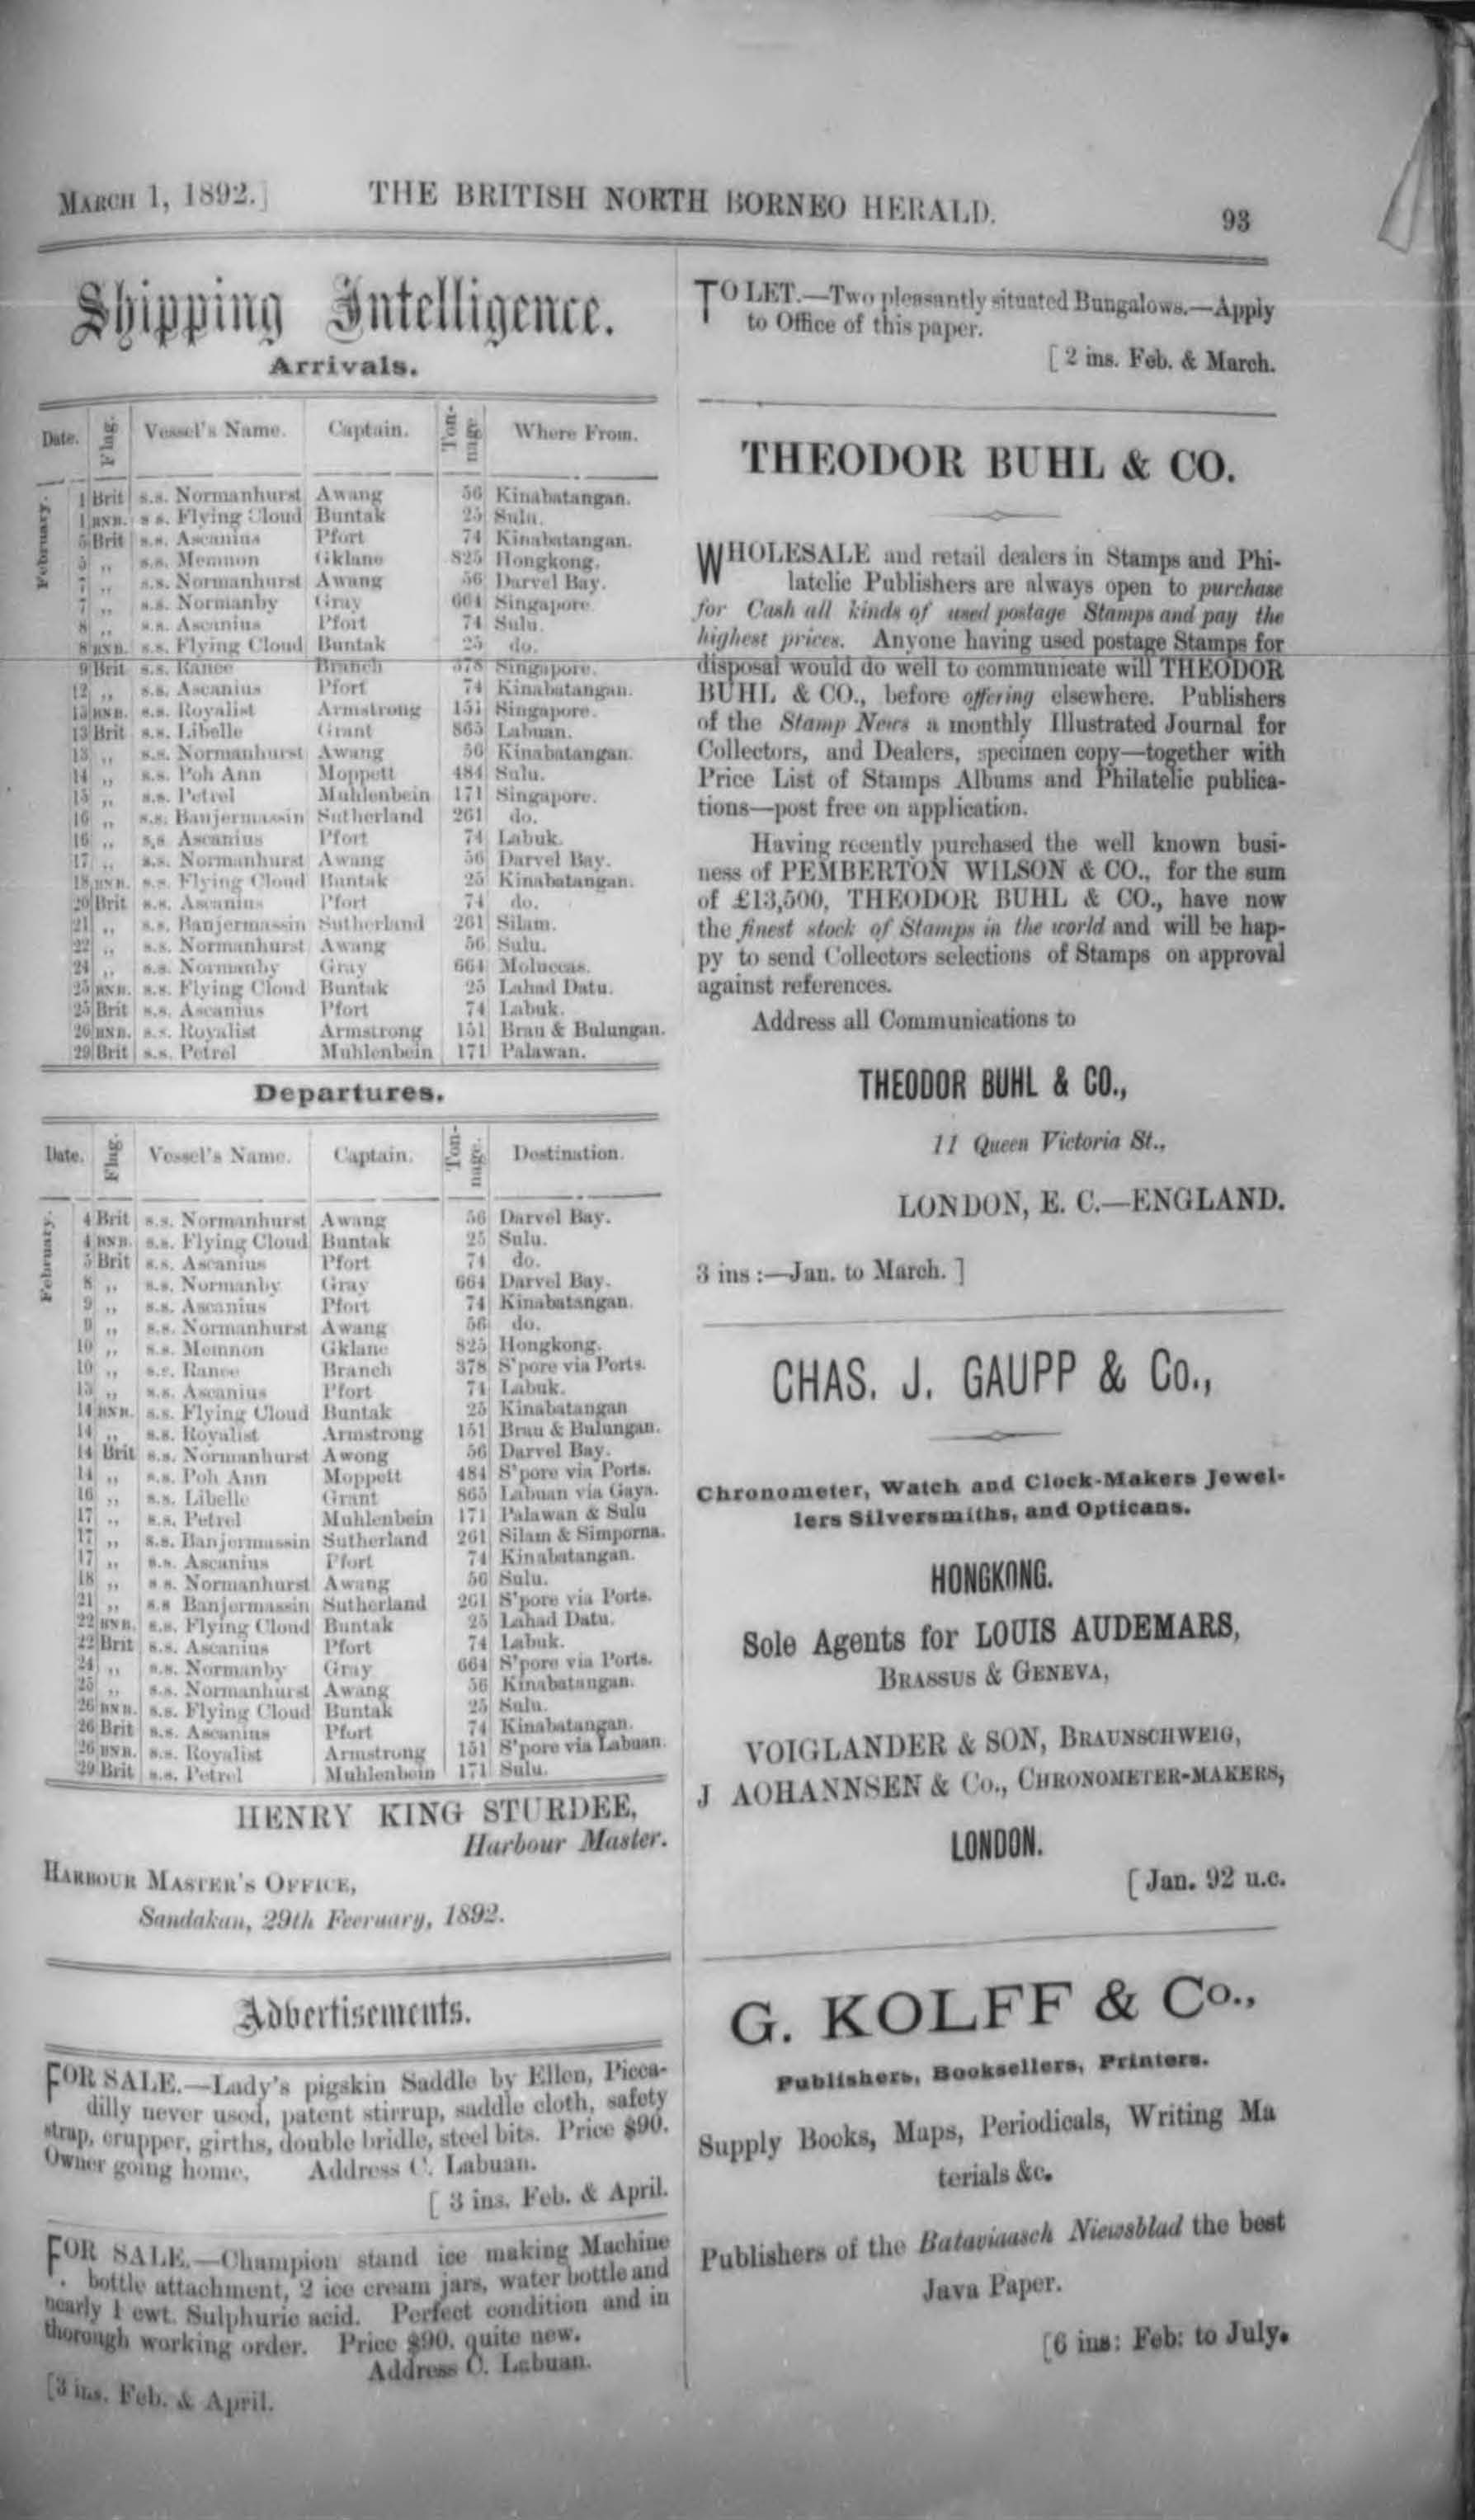 MARCH 1, 1892.] THE BRITISH NORTH BORNEO HERALD. 93
Shipping Intelligence.
Arrivals.
Date. Flag. Vessel's Name. Captain. Ton-nage. Where From.
February.
1 Brit s.s. Normanhurst Awang 56 Kinabatangan.
1 BNB. s s. Flying Cloud Buntak 25 Sulu.
5 Brit s.s. Ascanius Pfort 74 Kinabatangan.
5 ,, s.s. Memnon Gklane 825 Hongkong.
7 ,, s.s. Normanhurst Awang 56 Darvel Bay.
7 ,, s.s. Normanby Gray 664 Singapore
8 ,, s.s. Ascanius Pfort 74 Sulu.
8 BNB. s.s. Flying Cloud Buntak 25 do.
9 Brit s.s. Ranee Branch 378 Singapore.
12 ,, s.s. Ascanius Pfort 74 Kinabatangan.
13 BNB. s.s. Royalist Armstrong 151 Singapore.
13 Brit s.s. Libelle Grant 865 Labuan.
13 ,, s.s. Normanhurst Awang 56 Kinabatangan.
14 ,, s.s. Poh Ann Moppett 484 Sulu.
15 ,, s.s. Petrel Muhlenbein 171 Singapore.
16 ,, s.s. Banjermassin Sutherland 261 do.
16 ,, s,s Ascanius Pfort 74 Labuk.
17 ,, s.s. Normanhurst Awang 56 Darvel Bay.
18 BNB. s.s. Flying Cloud Buntak 25 Kinabatangan.
20 Brit s.s. Ascanius Pfort 74 do.
21 ,, s.s. Banjermassin Sutherland 261 Silam.
22 ,, s.s. Normanhurst Awang 56 Sulu.
24 ,, s.s. Normanby Gray 664 Moluccas.
25 BNB. s.s. Flying Cloud Buntak 25 Lahad Datu.
25 Brit s.s. Ascanius Pfort 74 Labuk.
26 BNB. s.s. Royalist Armstrong 151 Brau & Bulungan.
29 Brit s.s. Petrel Muhlenbein 171 Palawan.
Departures.
Date. Flag. Vessel's Name. Captain. Ton-nage. Destination.
February.
4 Brit s.s. Normanhurst Awang 56 Darvel Bay.
4 BNB. s.s. Flying Cloud Buntak 25 Sulu.
5 Brit s.s. Ascanius Pfort 74 do.
8 ,, s.s. Normanby Gray 664 Darvel Bay.
9 ,, s.s. Ascanius Pfort 74 Kinabatangan.
9 ,, s.s. Normanhurst Awang 56 do.
10 ,, s.s. Memnon Gklane 825 Hongkong.
10 ,, s.s. Ranee Branch 378 S'pore via Ports.
13 ,, s.s. Ascanius Pfort 74 Labuk.
14 BNB. s.s. Flying Cloud Buntak 25 Kinabatangan
14 ,, s.s. Royalist Armstrong 151 Brau & Bulungan.
14 Brit s.s. Normanhurst Awong 56 Darvel Bay.
14 ,, s.s. Poh Ann Moppett 484 S'pore via Ports.
16 ,, s.s. Libelle Grant 865 Labuan via Gaya.
17 ,, s.s. Petrel Muhlenbein 171 Palawan & Sulu
17 ,, s.s. Banjermassin Sutherland 261 Silam & Simporna.
17 ,, s.s. Ascanius Pfort 74 Kinabatangan.
18 ,, s s. Normanhurst Awang 56 Sulu.
21 ,, s.s Banjermassin Sutherland 261 S'pore via Ports.
22 BNB. s.s. Flying Cloud Buntak 25 Lahad Datu.
22 Brit s.s. Ascanius Pfort 74 Labuk.
24 ,, s.s. Normanby Gray 664 S'pore via Ports.
25 ,, s.s. Normanhurst Awang 56 Kinabatangan.
26 BNB. s.s. Flying Cloud Buntak 25 Sulu.
26 Brit s.s. Ascanius Pfort 74 Kinabatangan.
26 BNB. s.s. Royalist Armstrong 151 S'pore via Labuan.
29 Brit s.s. Petrel Muhlenbein 171 Sulu.
HENRY KING STURDEE,
Harbour Master.
HARBOUR MASTER'S OFFICE,
Sandakan, 29th Feeruary, 1892.
Advertisements.
FOR SALE.—Lady's pigskin Saddle by Ellen, Picca-
dilly never used, patent stirrup, saddle cloth, safety
strap, crupper, girths, double bridle, steel bits. Price $90.
Owner going home. Address C. Labuan.
[ 3 ins. Feb. & April.
FOR SALE.—Champion stand ice making Machine
bottle attachment, 2 ice cream jars, water bottle and
nearly 1 cwt. Sulphuric acid. Perfect condition and in
thorough working order. Price $90. quite new.
Address C. Labuan.
[3 ins. Feb. & April.
TO LET.—Two pleasantly situated Bungalows.—Apply
to Office of this paper.
[ 2 ins. Feb. & March.
THEODOR BUHL & CO.
WHOLESALE and retail dealers in Stamps and Phi-
latelic Publishers are always open to purchase
for Cash all kinds of used postage Stamps and pay the
highest prices. Anyone having used postage Stamps for
disposal would do well to communicate will THEODOR
BUHL & CO., before offering elsewhere. Publishers
of the Stamp News a monthly Illustrated Journal for
Collectors, and Dealers, specimen copy—together with
Price List of Stamps Albums and Philatelic publica-
tions—post free on application.
Having recently purchased the well known busi-
ness of PEMBERTON WILSON & CO., for the sum
of £13,500, THEODOR BUHL & CO., have now
the finest stock of Stamps in the world and will be hap-
py to send Collectors selections of Stamps on approval
against references.
Address all Communications to
THEODOR BUHL & CO.,
11 Queen Victoria St.,
LONDON, E. C.—ENGLAND.
3 ins :—Jan. to March. ]
CHAS. J. GAUPP & Co.,
Chronometer, Watch and Clock-Makers Jewel-
lers Silversmiths, and Opticans.
HONGKONG.
Sole Agents for LOUIS AUDEMARS,
BRASSUS & GENEVA,
VOIGLANDER & SON, BRAUNSCHWEIG,
J AOHANNSEN & Co., CHRONOMETER-MAKERS,
LONDON.
[ Jan. 92 u.c.
G. KOLFF & Co.,
Publishers, Booksellers, Printers.
Supply Books, Maps, Periodicals, Writing Ma
terials &c.
Publishers of the Bataviaasch Niewsblad the best
Java Paper.
[6 ins: Feb: to July.